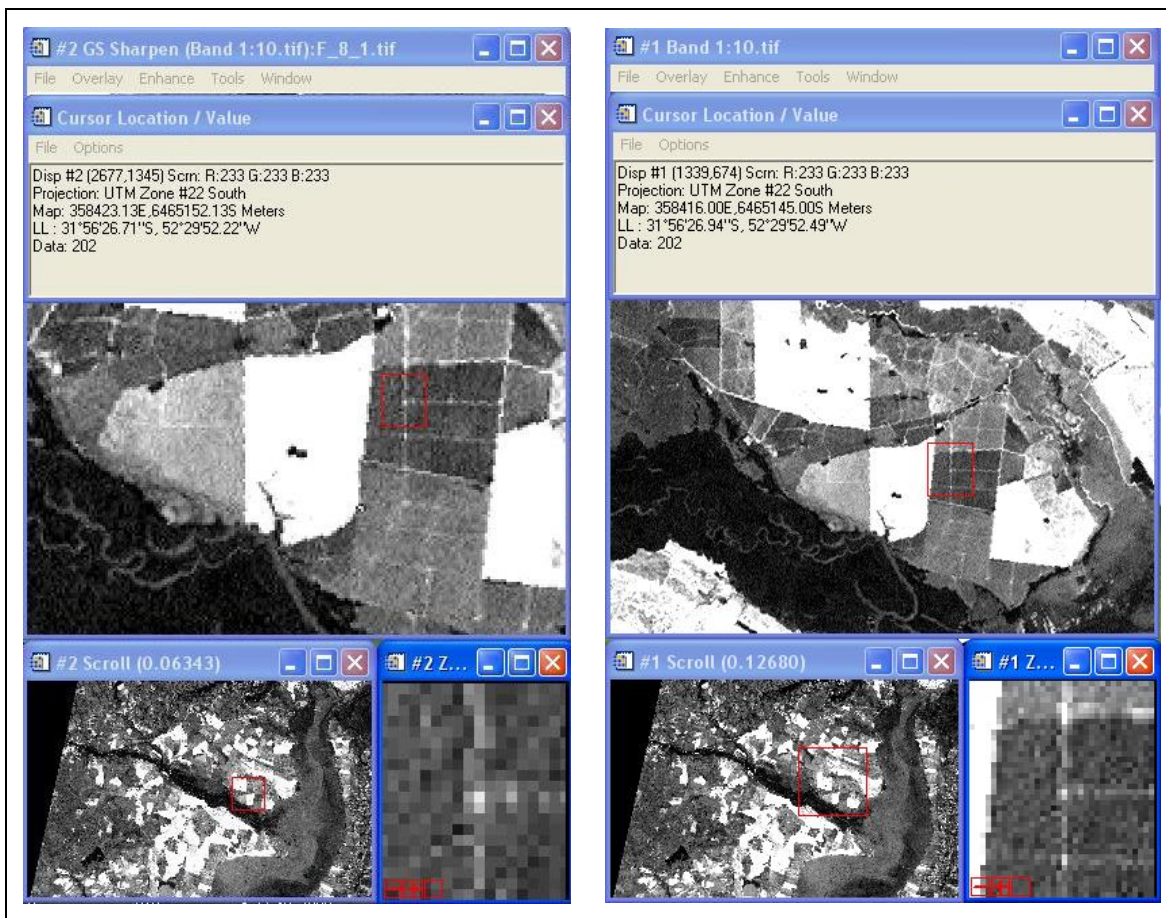 #2 GS Sharpen (Band 1:10.tif):F_8_1.tif
File Overlay Enhance Tools Window
Cursor Location / Value
File Options
Disp #2 (2677,1345) Scrn: R:233 G:233 B:233
Projection: UTM Zone #22 South
Map: 358423.13E,6465152.13S Meters
LL : 31°56'26.71"S, 52°29'52.22"W
Data: 202
#2 Scroll (0.06343)
#2 Z...
#1 Band 1:10.tif
File Overlay Enhance Tools Window
Cursor Location / Value
File Options
Disp #1 (1339,674) Scrn: R:233 G:233 B:233
Projection: UTM Zone #22 South
Map: 358416.00E,6465145.00S Meters
LL : 31°56'26.94"S, 52°29'52.49"W
Data: 202
#1 Scroll (0.12680)
#1 Z...